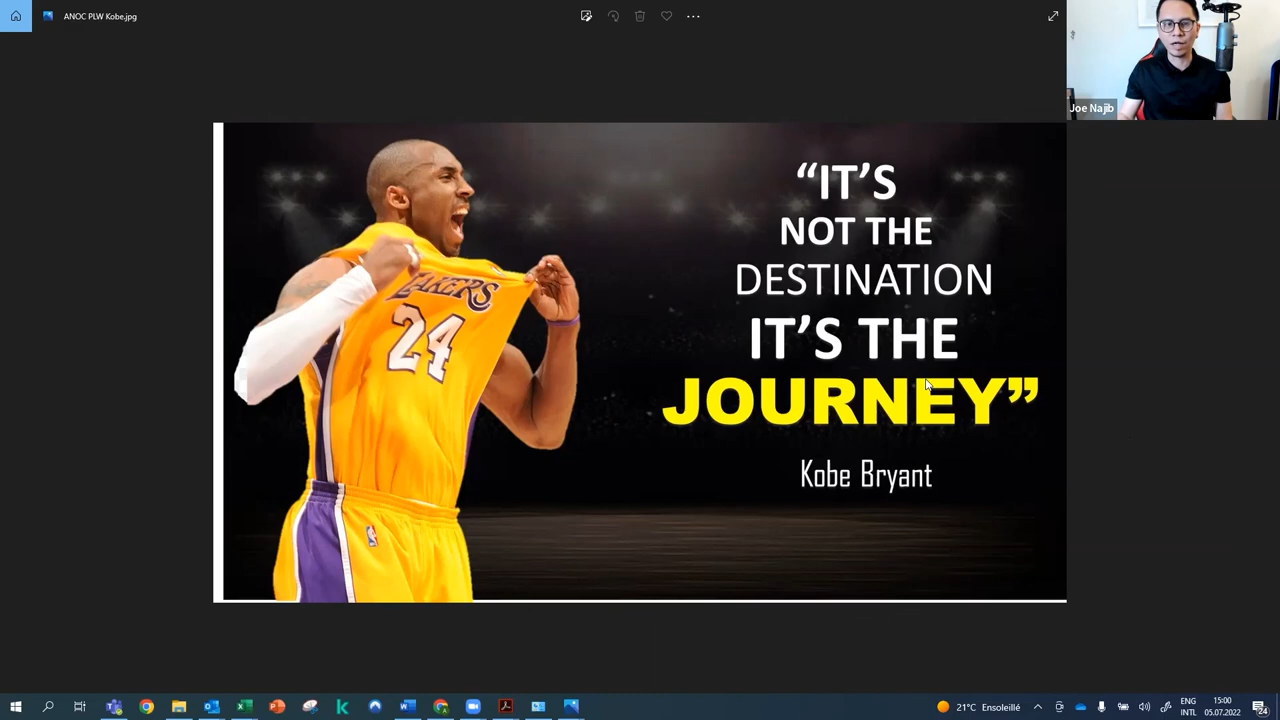 ANOC PLW Kobe.jpg
Joe Najib
“IT’S
NOT THE
DESTINATION
IT’S THE
JOURNEY”
Kobe Bryant
LAKERS
24
21°C Ensoleillé
ENG
INTL
15:00
05.07.2022